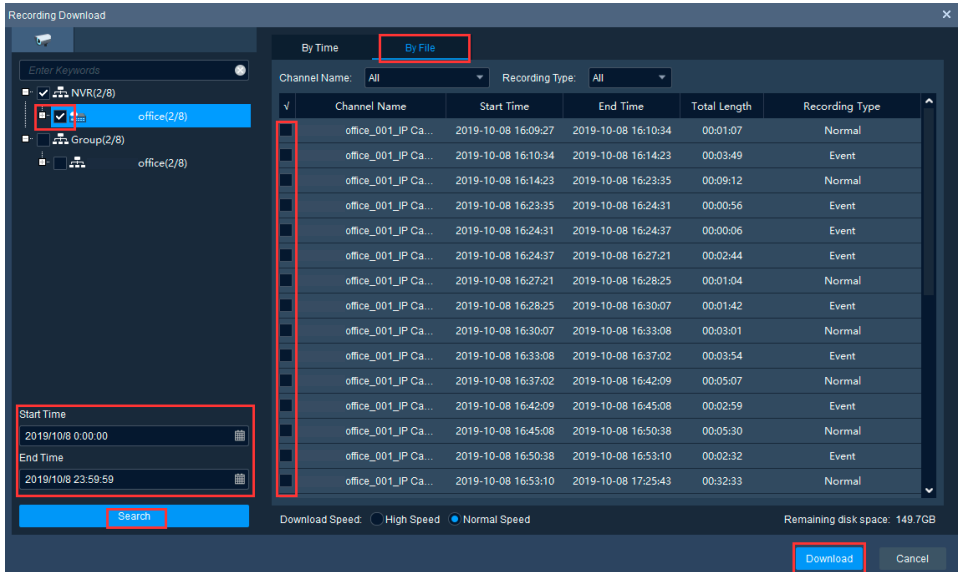 Recording Download
Enter Keywords
NVR(2/8)
office(2/8)
Group(2/8)
office(2/8)
Start Time
2019/10/8 0:00:00
End Time
2019/10/8 23:59:59
Search
By Time By File
Channel Name: All Recording Type: All
√ Channel Name Start Time End Time Total Length Recording Type
office_001_IP Ca... 2019-10-08 16:09:27 2019-10-08 16:10:34 00:01:07 Normal
office_001_IP Ca... 2019-10-08 16:10:34 2019-10-08 16:14:23 00:03:49 Event
office_001_IP Ca... 2019-10-08 16:14:23 2019-10-08 16:23:35 00:09:12 Normal
office_001_IP Ca... 2019-10-08 16:23:35 2019-10-08 16:24:31 00:00:56 Event
office_001_IP Ca... 2019-10-08 16:24:31 2019-10-08 16:24:37 00:00:06 Event
office_001_IP Ca... 2019-10-08 16:24:37 2019-10-08 16:27:21 00:02:44 Event
office_001_IP Ca... 2019-10-08 16:27:21 2019-10-08 16:28:25 00:01:04 Normal
office_001_IP Ca... 2019-10-08 16:28:25 2019-10-08 16:30:07 00:01:42 Event
office_001_IP Ca... 2019-10-08 16:30:07 2019-10-08 16:33:08 00:03:01 Normal
office_001_IP Ca... 2019-10-08 16:33:08 2019-10-08 16:37:02 00:03:54 Event
office_001_IP Ca... 2019-10-08 16:37:02 2019-10-08 16:42:09 00:05:07 Normal
office_001_IP Ca... 2019-10-08 16:42:09 2019-10-08 16:45:08 00:02:59 Event
office_001_IP Ca... 2019-10-08 16:45:08 2019-10-08 16:50:38 00:05:30 Normal
office_001_IP Ca... 2019-10-08 16:50:38 2019-10-08 16:53:10 00:02:32 Event
office_001_IP Ca... 2019-10-08 16:53:10 2019-10-08 17:25:43 00:32:33 Normal
Download Speed: High Speed Normal Speed Remaining disk space: 149.7GB
Download Cancel